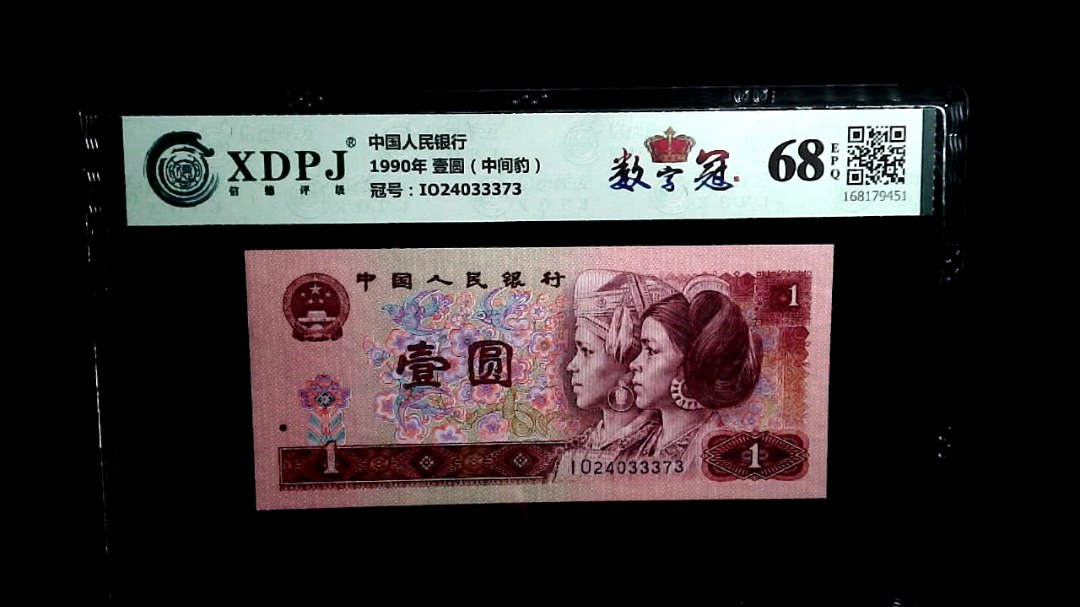 XDPJ®
信德评级
中国人民银行
1990年 壹圆（中间豹）
冠号：IO24033373
数字冠
68
EPQ
168179451
中国人民银行
1
壹圆
1
IO24033373
1